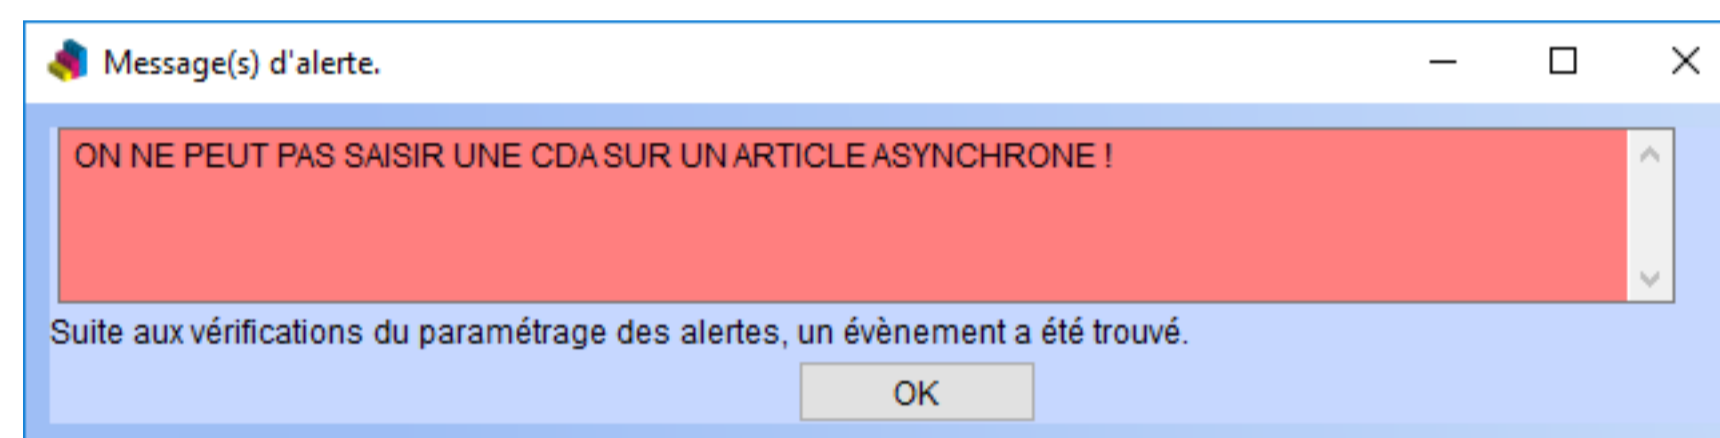 Message(s) d'alerte.
ON NE PEUT PAS SAISIR UNE CDA SUR UN ARTICLE ASYNCHRONE !
Suite aux vérifications du paramétrage des alertes, un évènement a été trouvé.
OK